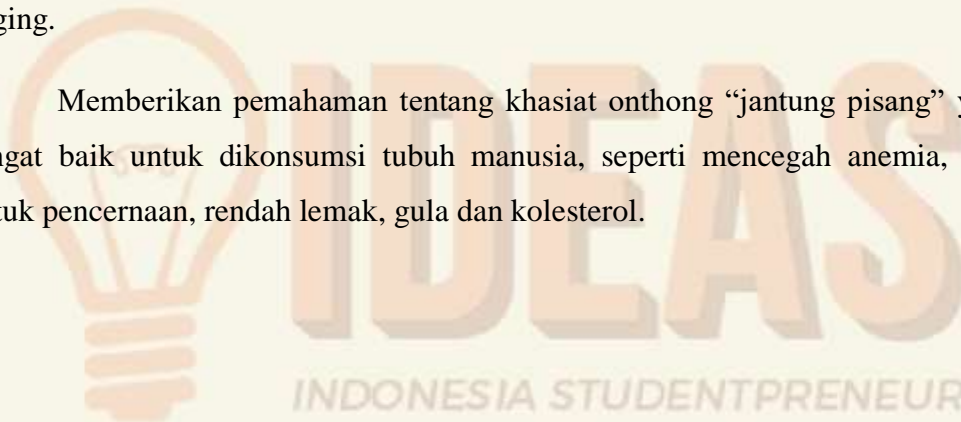 ging.
Memberikan pemahaman tentang khasiat onthong “jantung pisang” y
ngat baik untuk dikonsumsi tubuh manusia, seperti mencegah anemia,
tuk pencernaan, rendah lemak, gula dan kolesterol.
IDEAS
INDONESIA STUDENTPRENEUR